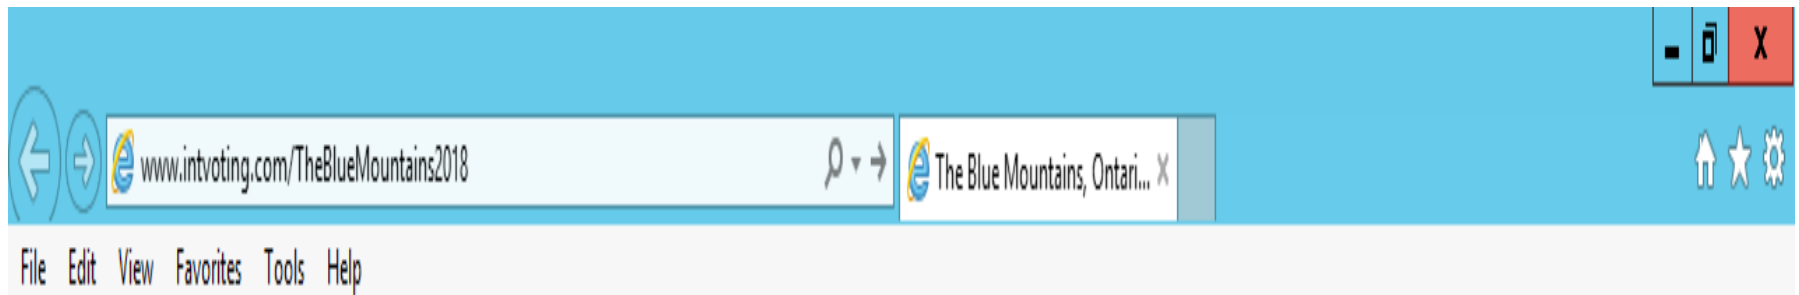 www.intvoting.com/TheBlueMountains2018
The Blue Mountains, Ontari...
File Edit View Favorites Tools Help